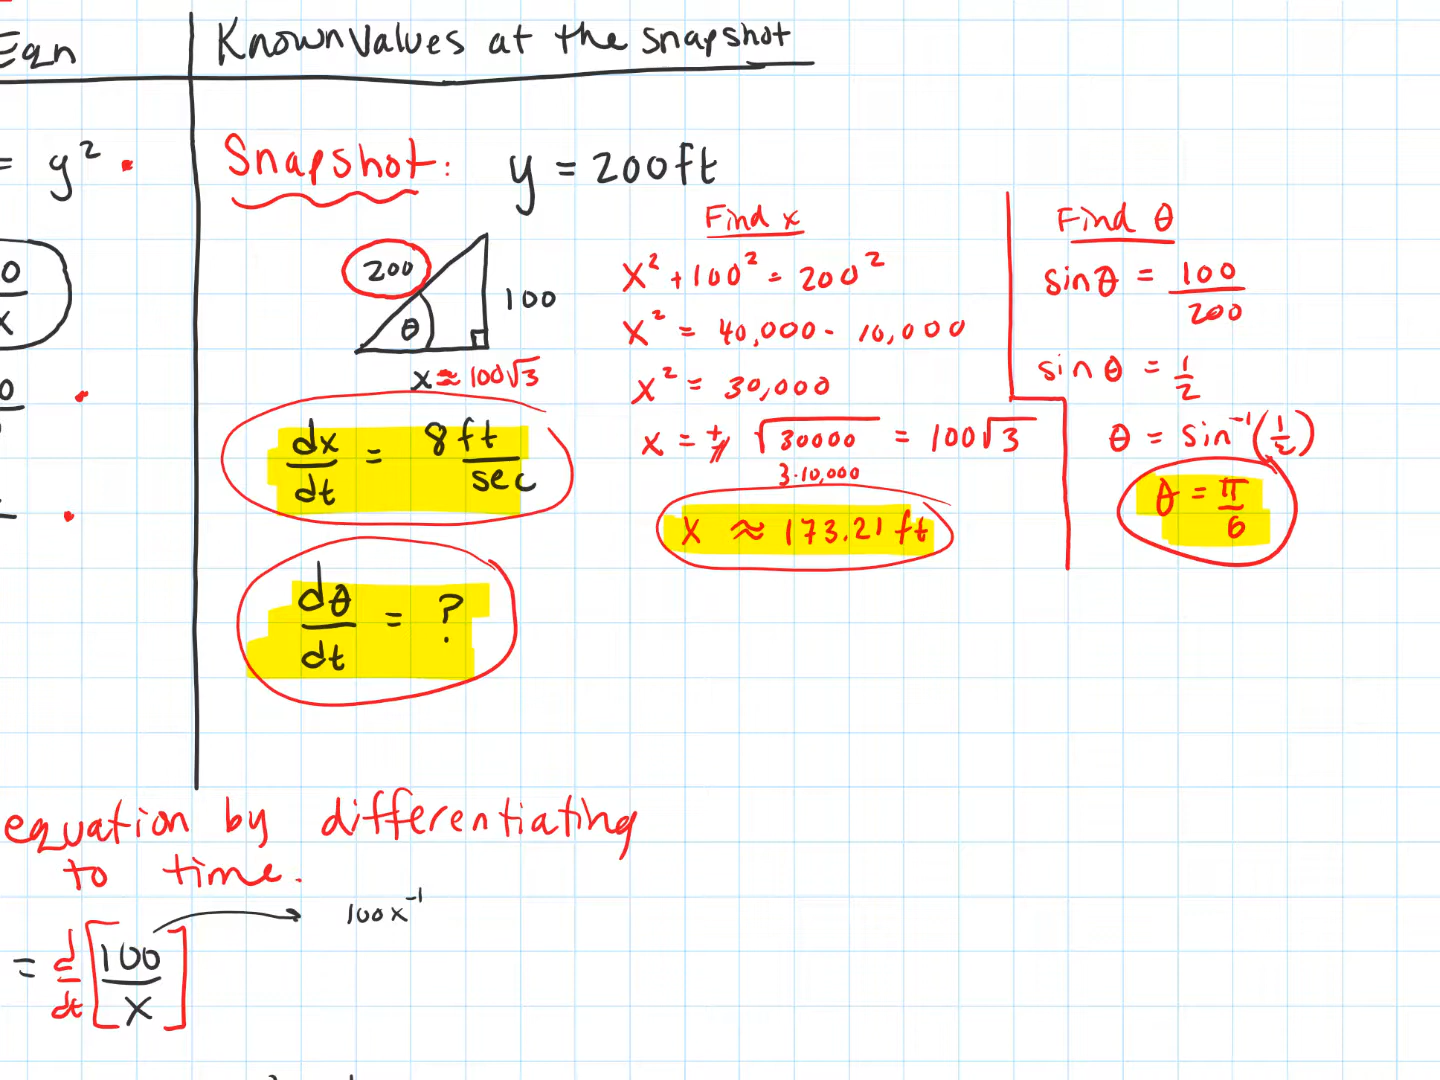 Eqn
Known Values at the snapshot
= y²
Snapshot: y = 200ft
200
100
θ
x ≈ 100√3
dx/dt = 8 ft/sec
dθ/dt = ?
Find x
x² + 100² = 200²
x² = 40,000 - 10,000
x² = 30,000
x = ± √30000 = 100√3
3·10,000
x ≈ 173.21 ft
Find θ
sin θ = 100/200
sin θ = 1/2
θ = sin⁻¹(1/2)
θ = π/6
equation by differentiating
to time.
= d/dt [100/x]
100x⁻¹